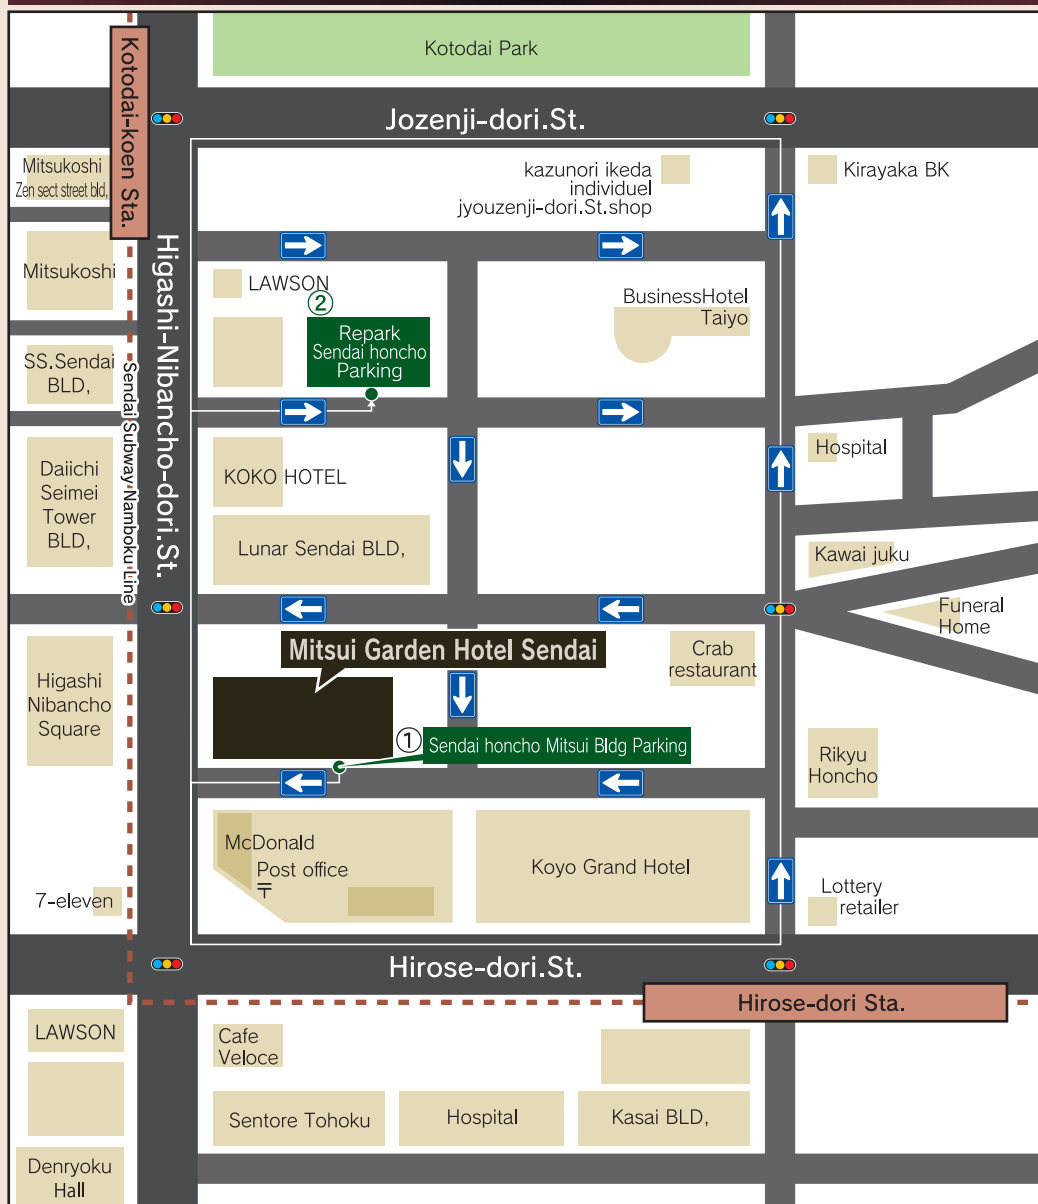 Kotodai Park
Kotodai-koen Sta.
Jozenji-dori.St.
Mitsukoshi
Zen sect street bld,
kazunori ikeda
individuel
jyouzenji-dori.St.shop
Kirayaka BK
Mitsukoshi
Higashi-Nibancho-dori.St.
LAWSON
②
Repark
Sendai honcho
Parking
BusinessHotel
Taiyo
SS.Sendai
BLD,
Sendai Subway Namboku Line
Daiichi
Seimei
Tower
BLD,
KOKO HOTEL
Hospital
Lunar Sendai BLD,
Kawai juku
Funeral
Home
Mitsui Garden Hotel Sendai
Crab
restaurant
Higashi
Nibancho
Square
①
Sendai honcho Mitsui Bldg Parking
Rikyu
Honcho
McDonald
Post office
〒
Koyo Grand Hotel
7-eleven
Lottery
retailer
Hirose-dori.St.
Hirose-dori Sta.
LAWSON
Cafe
Veloce
Sentore Tohoku
Hospital
Kasai BLD,
Denryoku
Hall